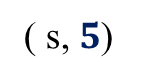 ( s, 5)